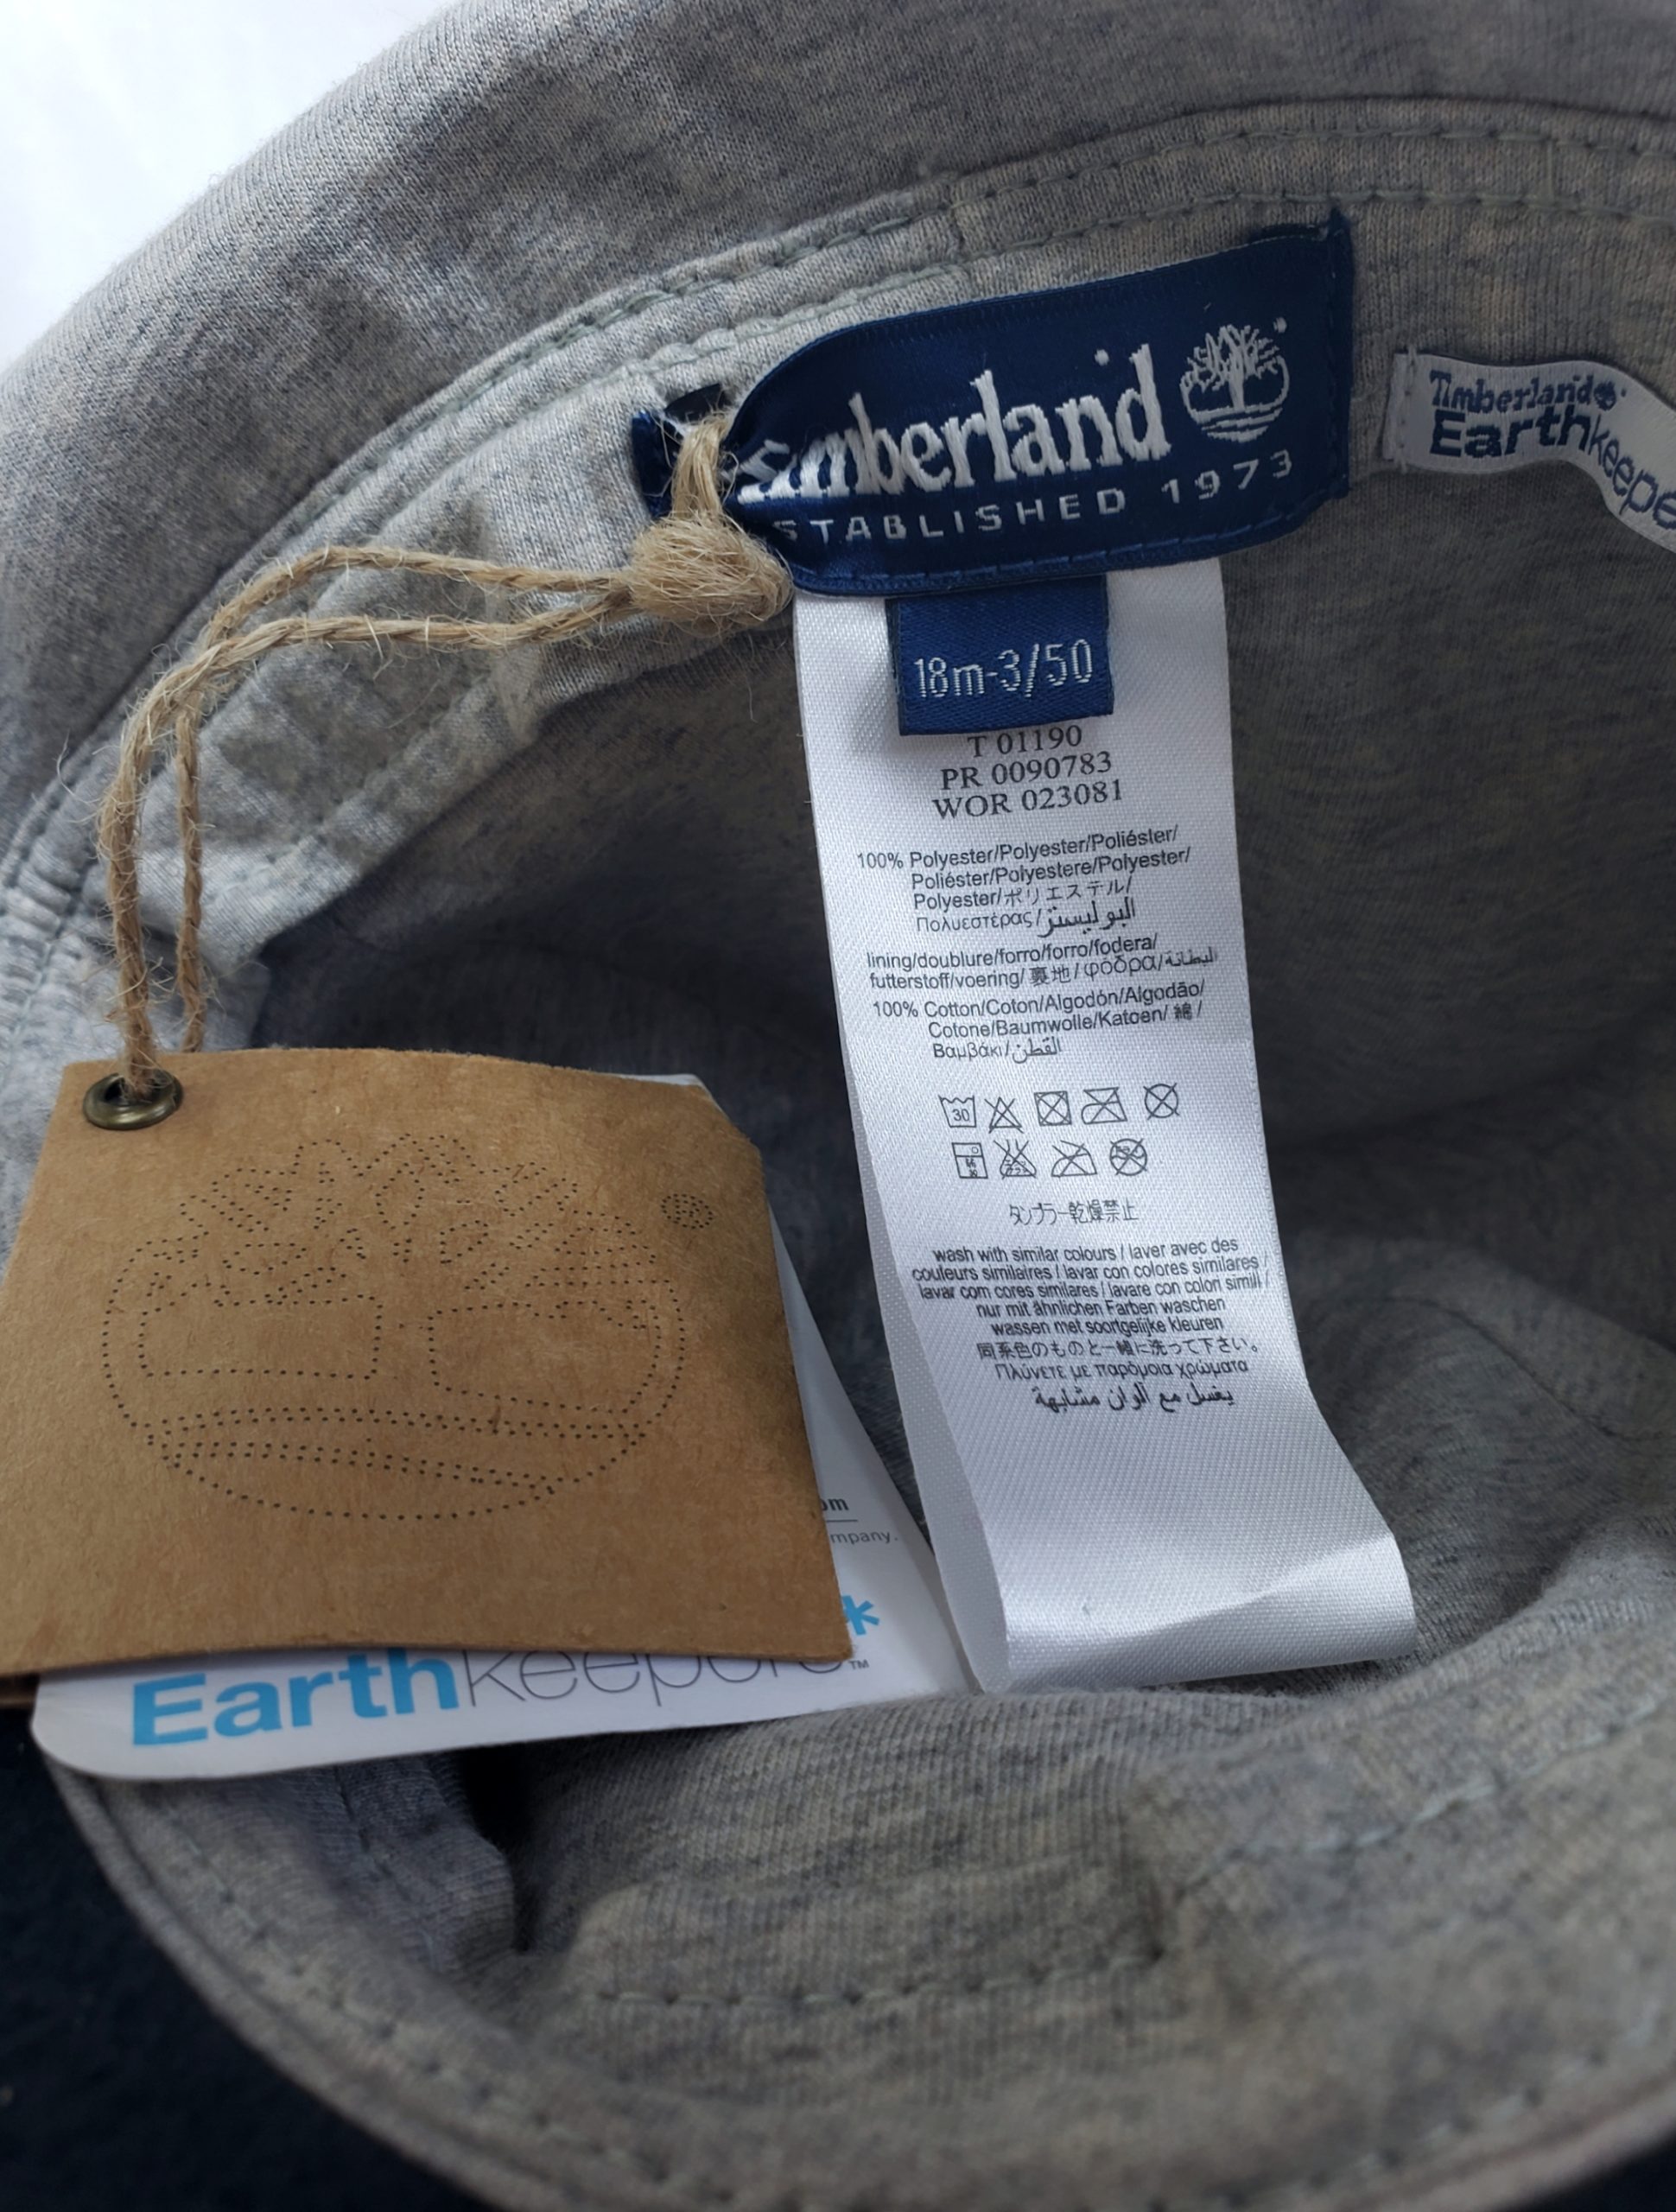 Timberland
ESTABLISHED 1973
Timberland
Earthkeepe
18m-3/50
T 01190
PR 0090783
WOR 023081
100% Polyester/Polyester/Poliéster/
Poliéster/Polyestere/Polyester/
Polyester/ポリエステル/
Πολυεστέρας/البوليستر
lining/doublure/forro/forro/fodera/
futterstoff/voering/ 裏地/φόδρα/البطانة
100% Cotton/Coton/Algodón/Algodão/
Cotone/Baumwolle/Katoen/ 綿 /
Βαμβάκι/القطن
30
タンブラー乾燥禁止
wash with similar colours / laver avec des
couleurs similaires / lavar con colores similares /
lavar com cores similares / lavare con colori simili /
nur mit ähnlichen Farben waschen
wassen met soortgelijke kleuren
同系色のものと一緒に洗って下さい。
Πλύνετε με παρόμοια χρώματα
يغسل مع ألوان مشابهة
®
om
mpany.
Earthkeepers™